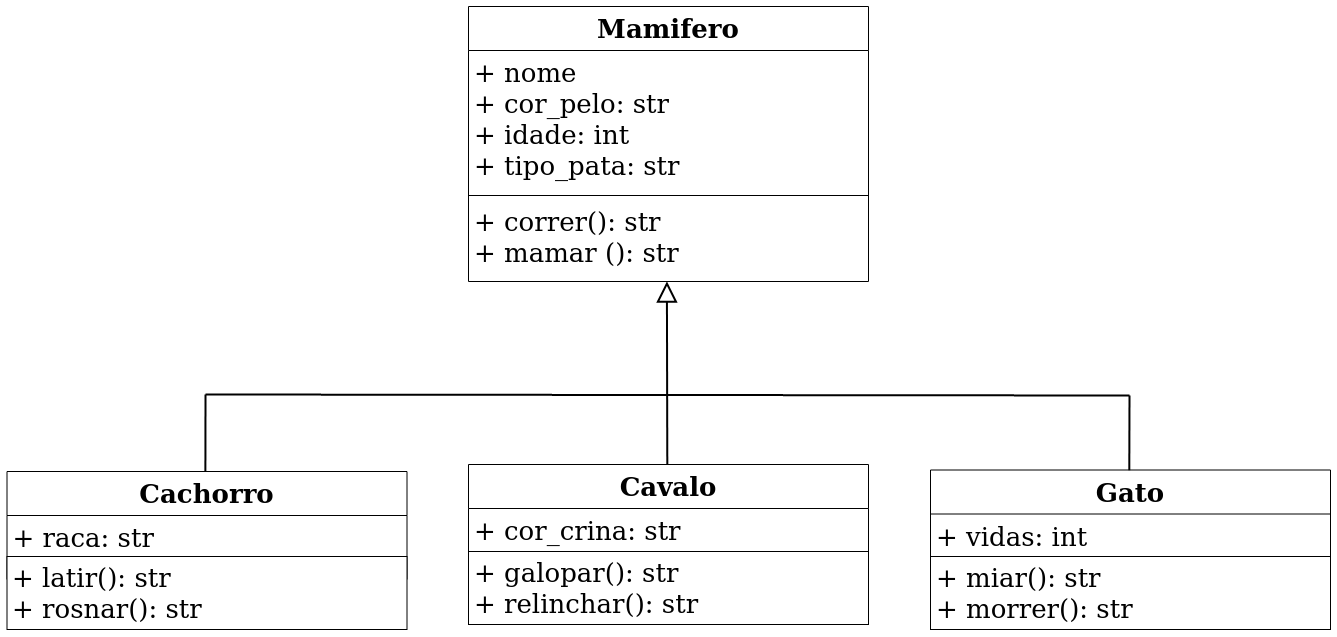 Mamifero
+ nome
+ cor_pelo: str
+ idade: int
+ tipo_pata: str
+ correr(): str
+ mamar (): str
Cachorro
+ raca: str
+ latir(): str
+ rosnar(): str
Cavalo
+ cor_crina: str
+ galopar(): str
+ relinchar(): str
Gato
+ vidas: int
+ miar(): str
+ morrer(): str